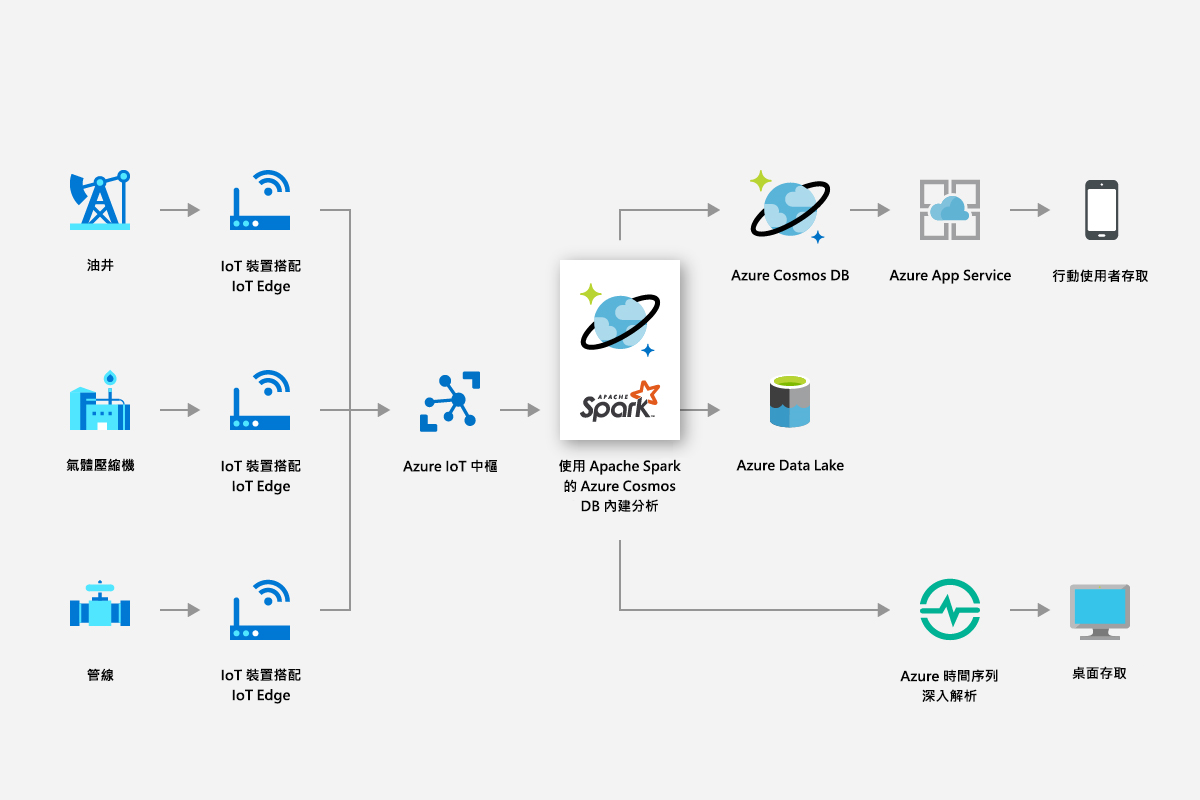 油井
IoT 裝置搭配
IoT Edge
Azure Cosmos DB
Azure App Service
行動使用者存取
氣體壓縮機
IoT 裝置搭配
IoT Edge
Azure IoT 中樞
APACHE
Spark
TM
使用 Apache Spark
的 Azure Cosmos
DB 內建分析
Azure Data Lake
管線
IoT 裝置搭配
IoT Edge
Azure 時間序列
深入解析
桌面存取